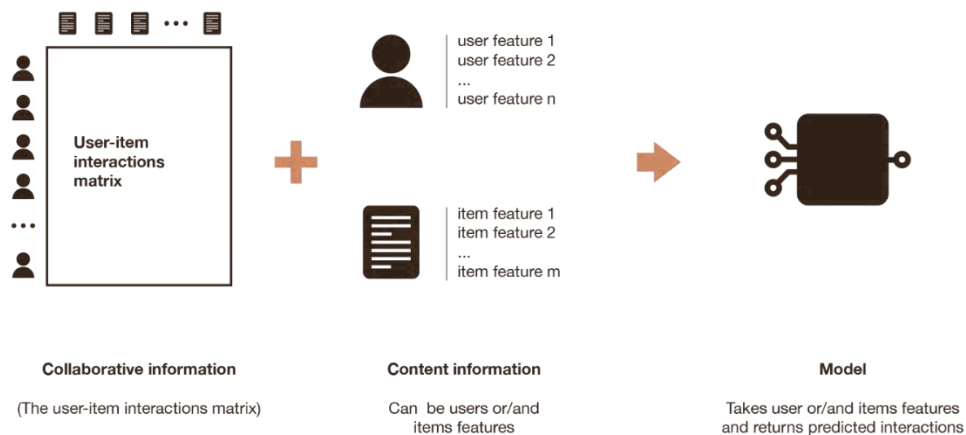 User-item
interactions
matrix
user feature 1
user feature 2
...
user feature n
item feature 1
item feature 2
...
item feature m
Collaborative information
(The user-item interactions matrix)
Content information
Can be users or/and
items features
Model
Takes user or/and items features
and returns predicted interactions